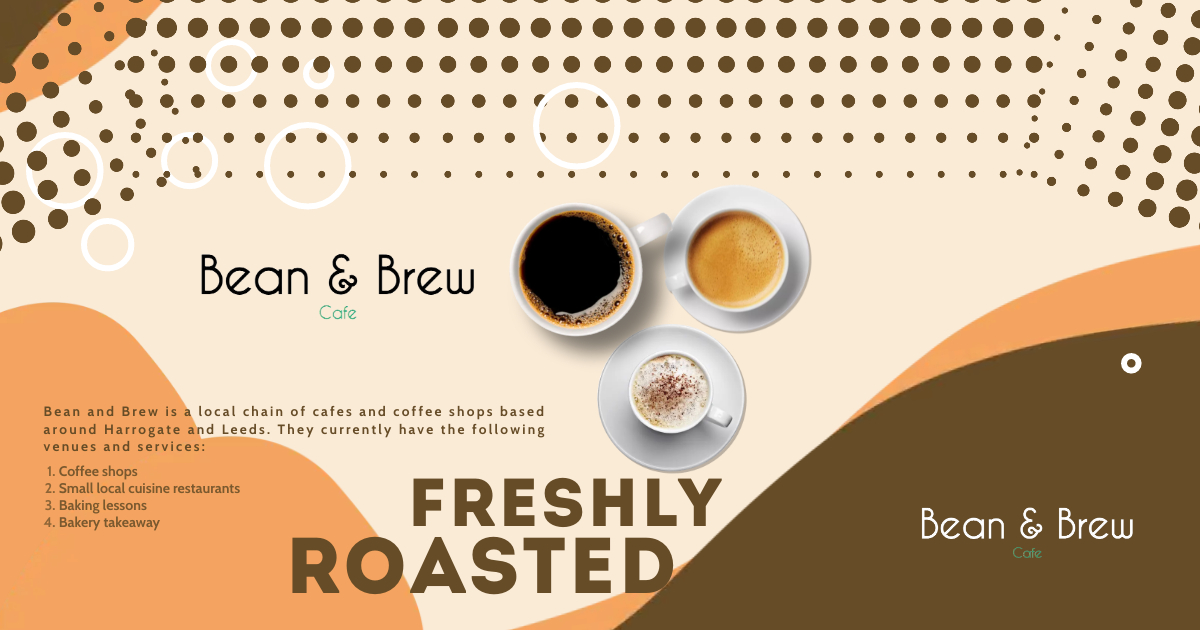 Bean & Brew
Cafe
Bean and Brew is a local chain of cafes and coffee shops based
around Harrogate and Leeds. They currently have the following
venues and services:
1. Coffee shops
2. Small local cuisine restaurants
3. Baking lessons
4. Bakery takeaway
FRESHLY
ROASTED
Bean & Brew
Cafe